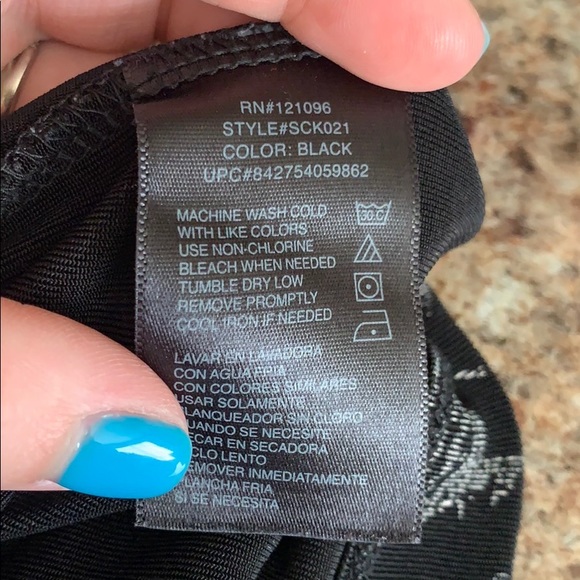 RN#121096
STYLE#SCK021
COLOR: BLACK
UPC#842754059862
MACHINE WASH COLD
WITH LIKE COLORS
USE NON-CHLORINE
BLEACH WHEN NEEDED
TUMBLE DRY LOW
REMOVE PROMPTLY
COOL IRON IF NEEDED
30 C
LAVAR EN LAVADORA
CON AGUA FRIA
CON COLORES SIMILARES
USAR SOLAMENTE
BLANQUEADOR SIN CLORO
CUANDO SE NECESITE
SECAR EN SECADORA
CICLO LENTO
REMOVER INMEDIATAMENTE
PLANCHA FRIA
SI SE NECESITA